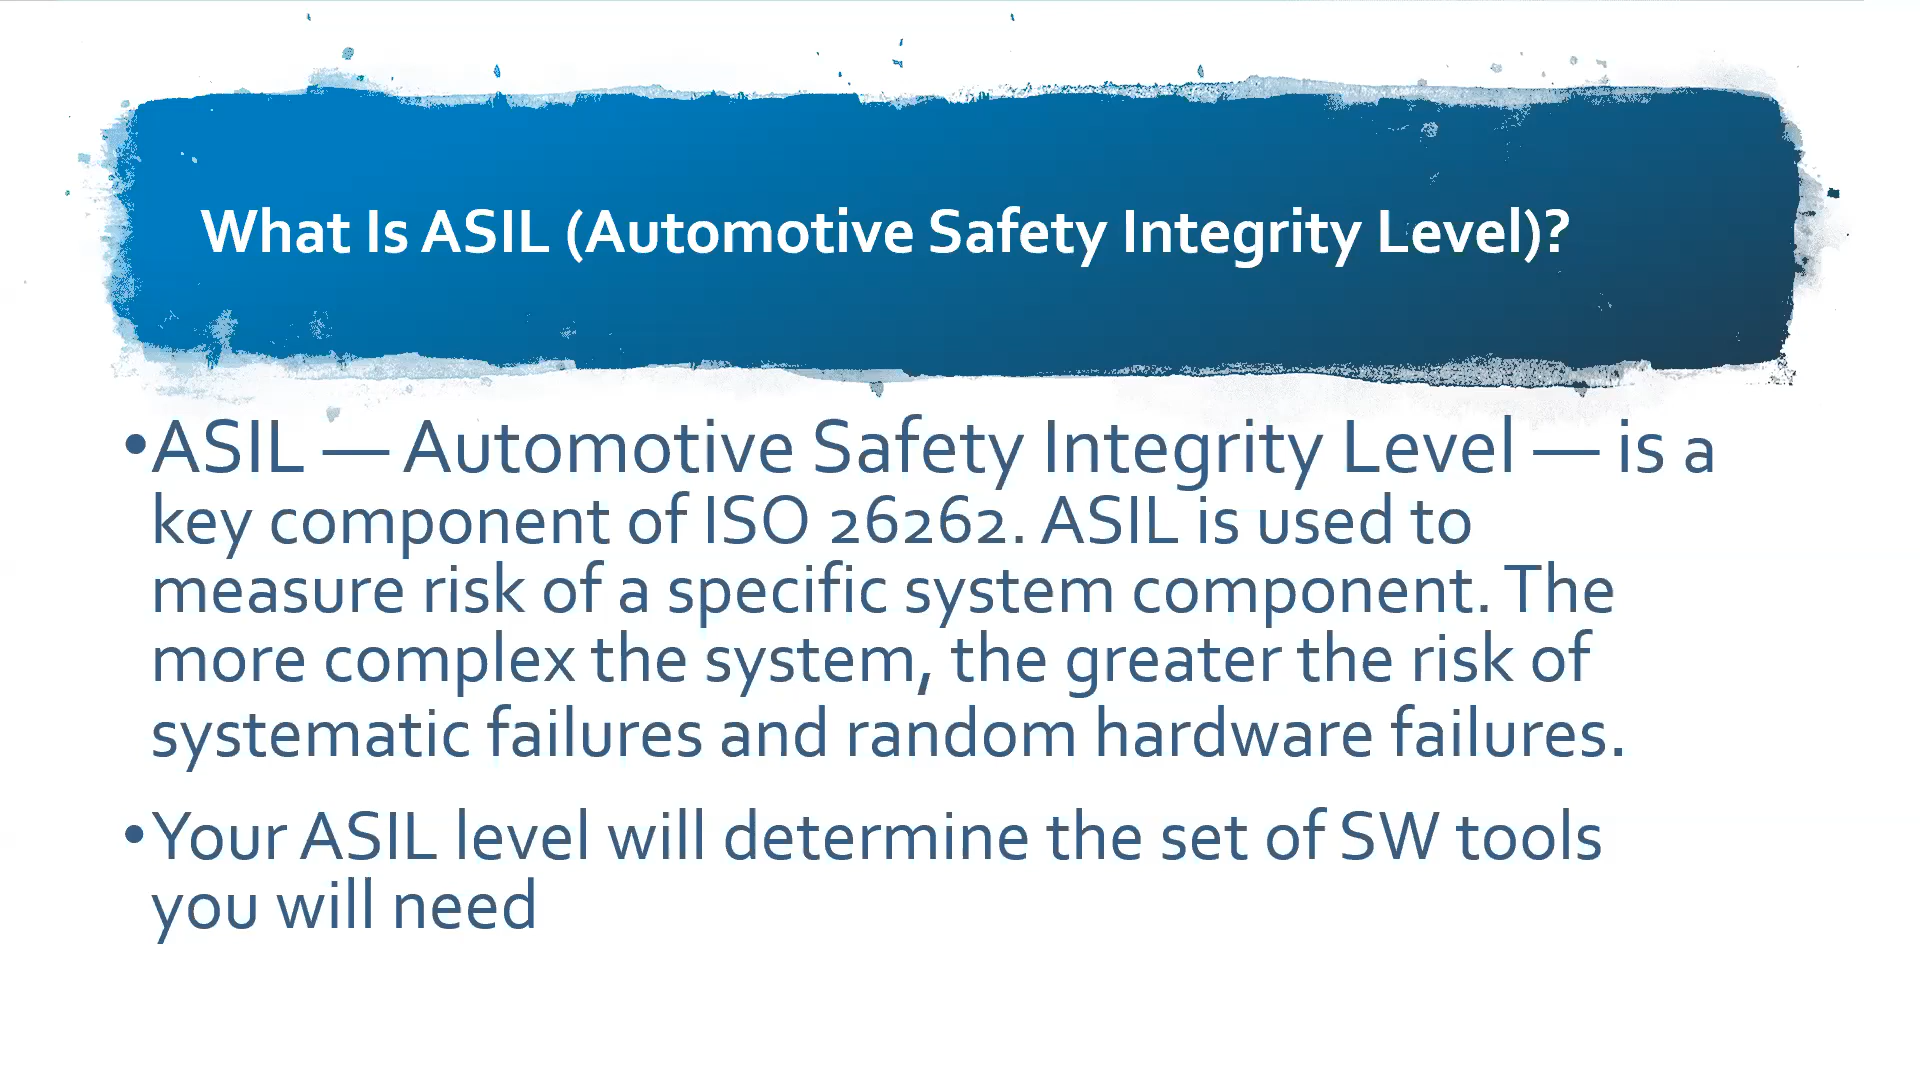 What Is ASIL (Automotive Safety Integrity Level)?
•ASIL — Automotive Safety Integrity Level — is a
key component of ISO 26262. ASIL is used to
measure risk of a specific system component. The
more complex the system, the greater the risk of
systematic failures and random hardware failures.
•Your ASIL level will determine the set of SW tools
you will need